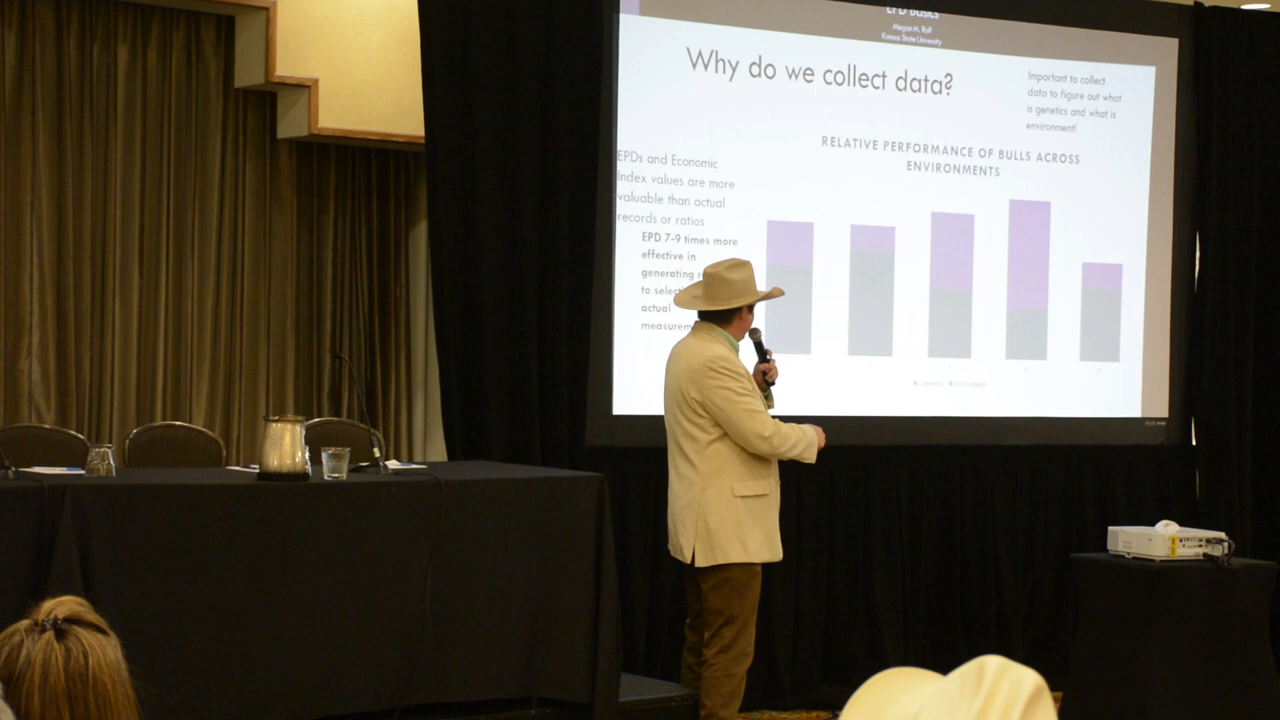 EPD Basics
Megan M. Rolf
Kansas State University
Why do we collect data?
Important to collect
data to figure out what
is genetics and what is
environment!
RELATIVE PERFORMANCE OF BULLS ACROSS
ENVIRONMENTS
EPDs and Economic
Index values are more
valuable than actual
records or ratios
EPD 7-9 times more
effective in
generating
to
actual